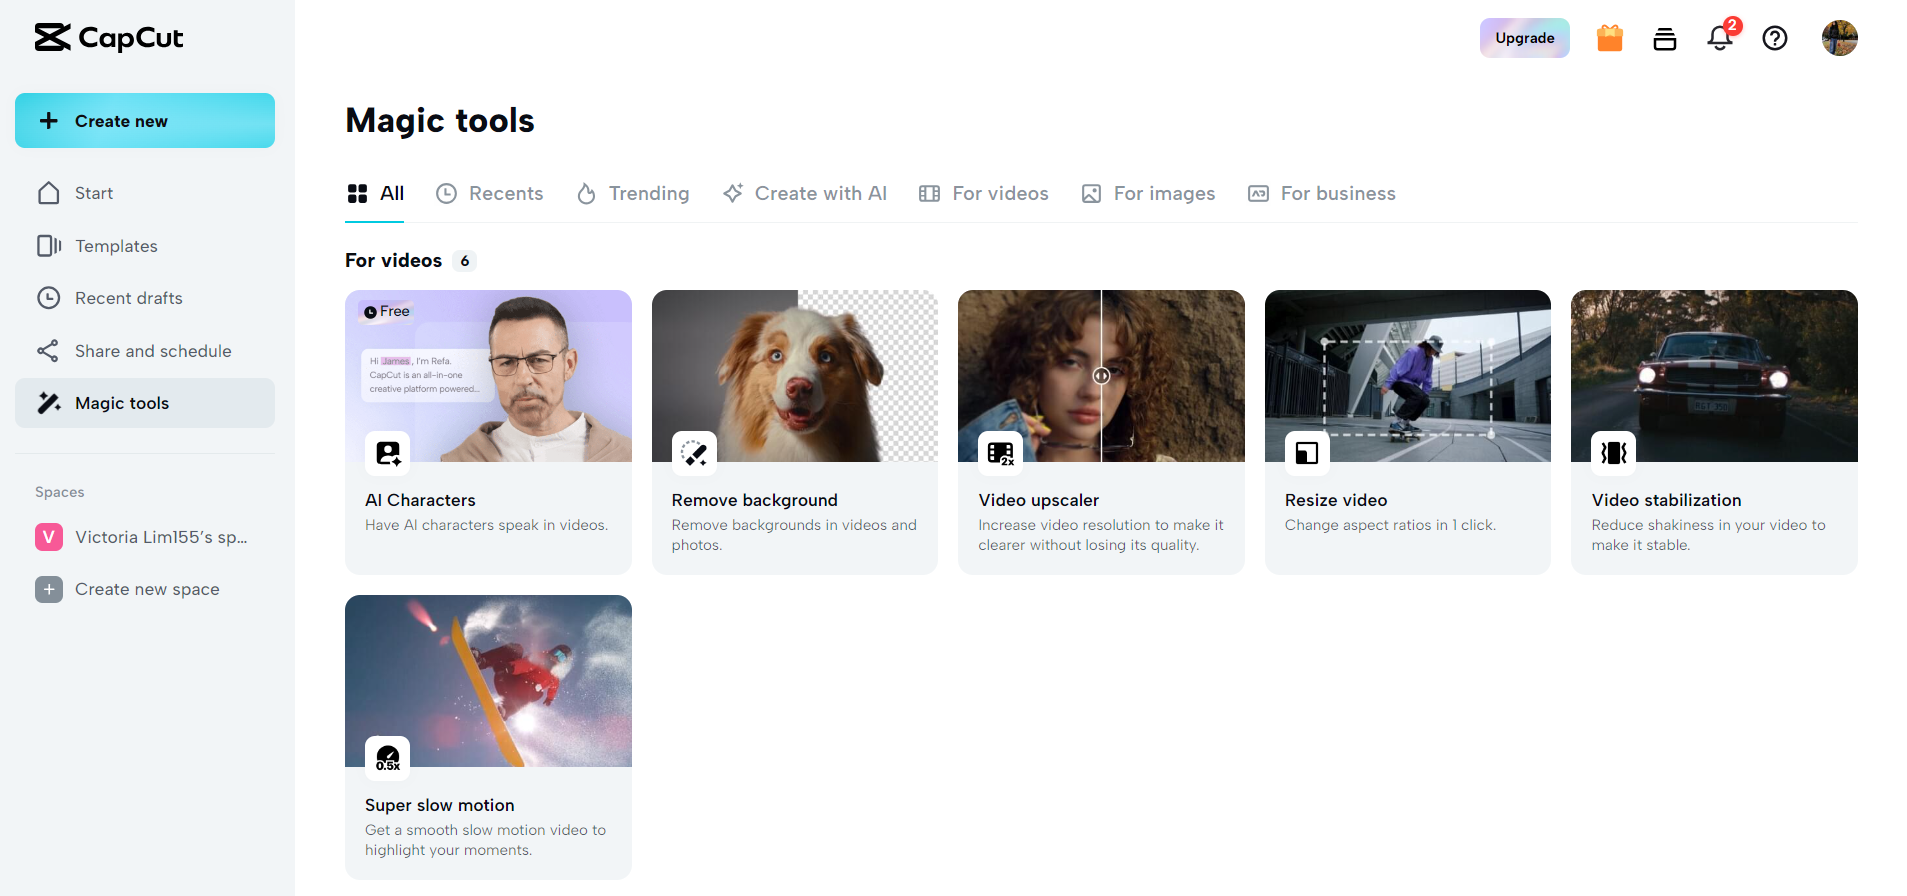 CapCut
Upgrade
2
Create new
Start
Templates
Recent drafts
Share and schedule
Magic tools
Spaces
V Victoria Lim155's sp...
Create new space
Magic tools
All Recents Trending Create with AI For videos For images For business
For videos 6
Free
Hi James, I'm Refa.
CapCut is an all-in-one
creative platform powered...
AI Characters
Have AI characters speak in videos.
Remove background
Remove backgrounds in videos and
photos.
2x
Video upscaler
Increase video resolution to make it
clearer without losing its quality.
Resize video
Change aspect ratios in 1 click.
Video stabilization
Reduce shakiness in your video to
make it stable.
0.5x
Super slow motion
Get a smooth slow motion video to
highlight your moments.